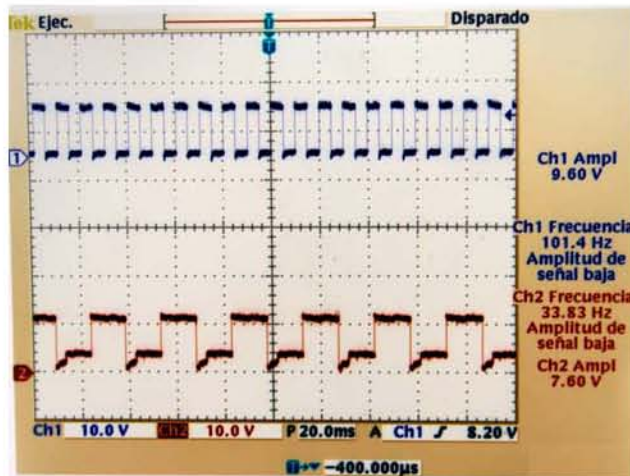 Tek Ejec.
Disparado
1
Ch1 Ampl
9.60 V
Ch1 Frecuencia
101.4 Hz
Amplitud de
señal baja
Ch2 Frecuencia
33.83 Hz
Amplitud de
señal baja
Ch2 Ampl
7.60 V
2
Ch1 10.0 V Ch2 10.0 V P 20.0ms A Ch1 8.20 V
-400.000µs